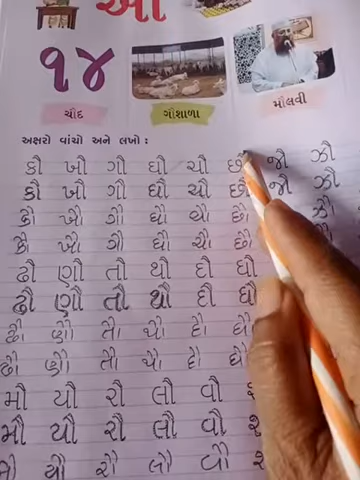 ઔ
૧૪
ચૌદ ગૌશાળા મૌલવી
અક્ષરો વાંચો અને લખો :
કૌ ખૌ ગૌ ઘૌ ચૌ છૌ જૌ ઝૌ
કૌ ખૌ ગૌ ઘૌ ચૌ છૌ જૌ ઝૌ
કૌ ખૌ ગૌ ઘૌ ચૌ છૌ ઝૌ
કૌ ખૌ ગૌ ઘૌ ચૌ છૌ
ઢૌ ણૌ તૌ થૌ દૌ ધૌ
ઢૌ ણૌ તૌ થૌ દૌ ધૌ
ઢૌ ણૌ તૌ થૌ દૌ ધૌ
ઢૌ ણૌ તૌ થૌ દૌ ધૌ
મૌ યૌ રૌ લૌ વૌ
મૌ યૌ રૌ લૌ વૌ
મૌ યૌ રૌ લૌ વૌ